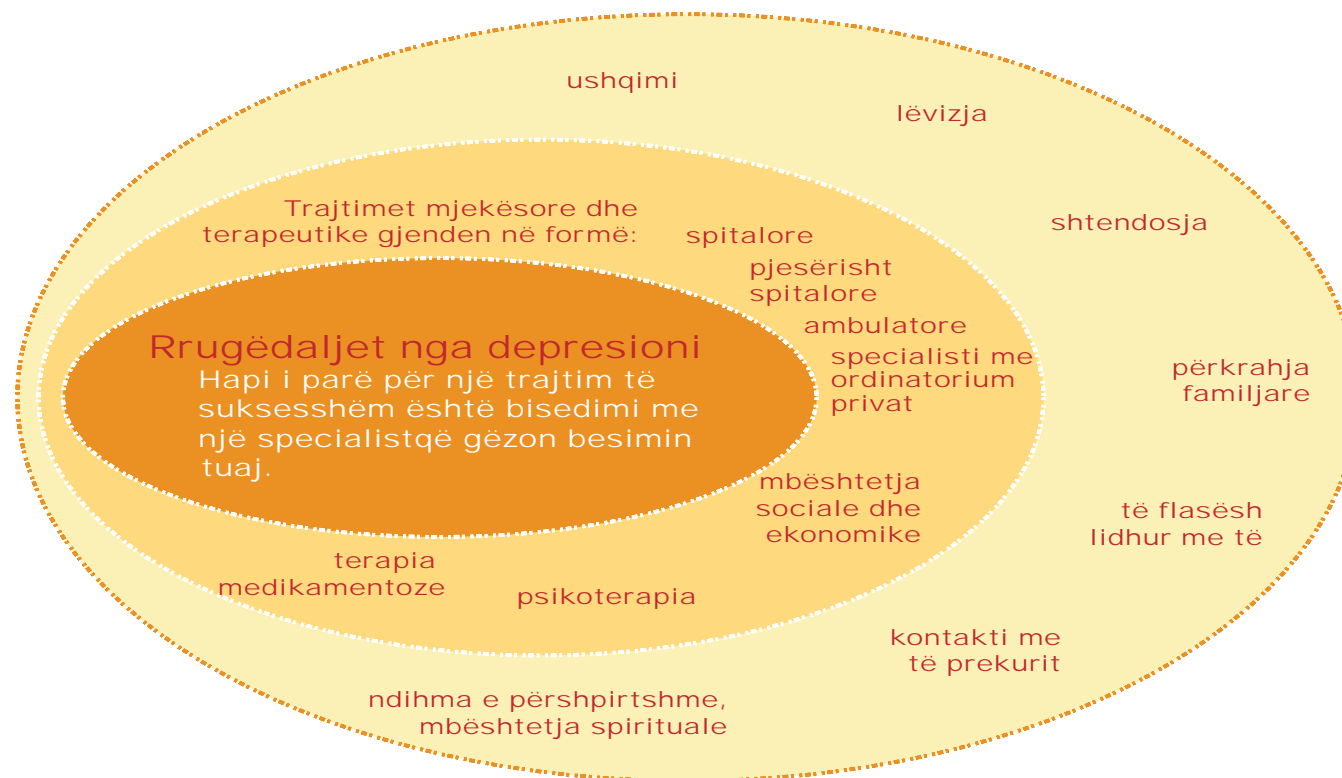 ushqimi
lëvizja
shtendosja
përkrahja
familjare
të flasësh
lidhur me të
kontakti me
të prekurit
ndihma e përshpirtshme,
mbështetja spirituale
Trajtimet mjekësore dhe
terapeutike gjenden në formë:
spitalore
pjesërisht
spitalore
ambulatore
specialisti me
ordinatorium
privat
mbështetja
sociale dhe
ekonomike
psikoterapia
terapia
medikamentoze
Rrugëdaljet nga depresioni
Hapi i parë për një trajtim të
suksesshëm është bisedimi me
një specialistqë gëzon besimin
tuaj.